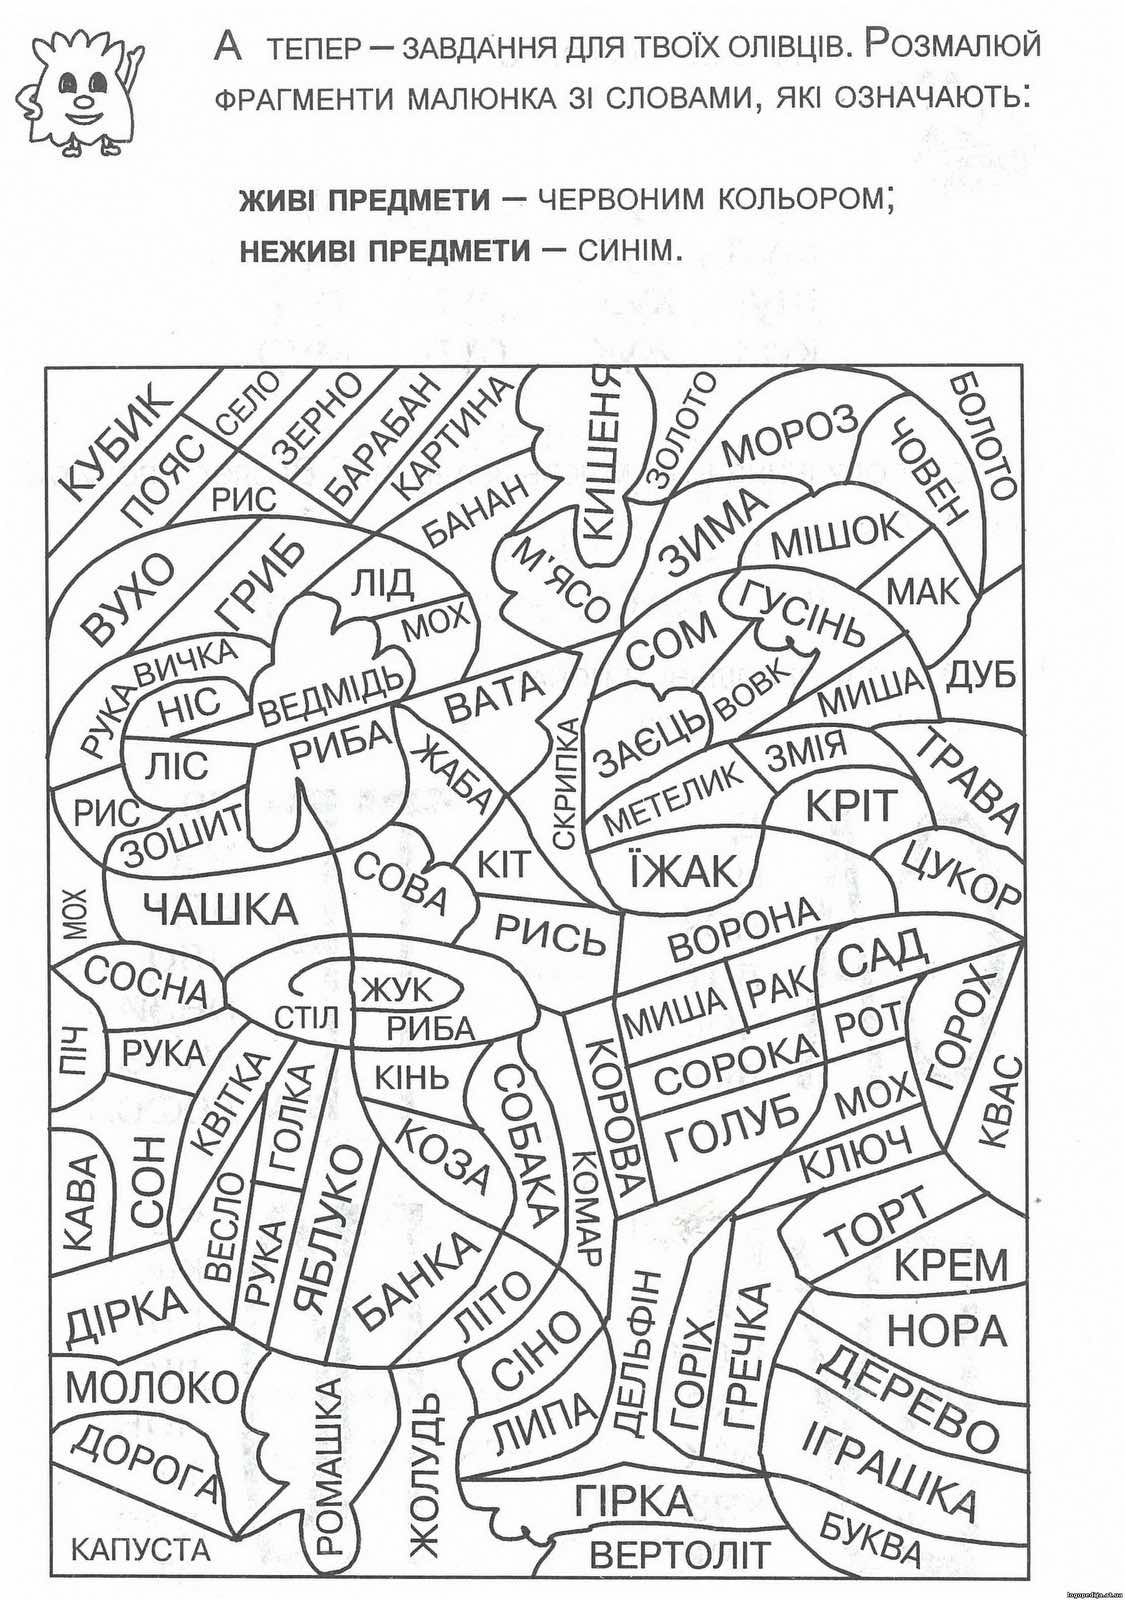 А ТЕПЕР — ЗАВДАННЯ ДЛЯ ТВОЇХ ОЛІВЦІВ. РОЗМАЛЮЙ
ФРАГМЕНТИ МАЛЮНКА ЗІ СЛОВАМИ, ЯКІ ОЗНАЧАЮТЬ:
ЖИВІ ПРЕДМЕТИ — ЧЕРВОНИМ КОЛЬОРОМ;
НЕЖИВІ ПРЕДМЕТИ — СИНІМ.
КУБИК
ПОЯС
СЕЛО
ЗЕРНО
БАРАБАН
КАРТИНА
КИШЕНЯ
ЗОЛОТО
МОРОЗ
ЧОВЕН
БОЛОТО
РИС
БАНАН
М'ЯСО
ЗИМА
МІШОК
МАК
ВУХО
ГРИБ
ЛІД
МОХ
СОМ
ГУСІНЬ
ВОВК
МИША
ДУБ
РУКАВИЧКА
НІС
ВЕДМІДЬ
ВАТА
СКРИПКА
ЗАЄЦЬ
ЛІС
РИБА
ЖАБА
МЕТЕЛИК
ЗМІЯ
ТРАВА
РИС
ЗОШИТ
КРІТ
МОХ
ЧАШКА
СОВА
КІТ
ЇЖАК
ЦУКОР
РИСЬ
ВОРОНА
САД
СОСНА
СТІЛ
ЖУК
РИБА
МИША
РАК
РОТ
ГОРОХ
КВАС
ПІЧ
РУКА
КВІТКА
ГОЛКА
КІНЬ
СОБАКА
КОРОВА
СОРОКА
ГОЛУБ
МОХ
КЛЮЧ
КАВА
СОН
ВЕСЛО
РУКА
ЯБЛУКО
КОЗА
КОМАР
ТОРТ
КРЕМ
ДІРКА
БАНКА
ЛІТО
СІНО
ДЕЛЬФІН
ГОРІХ
ГРЕЧКА
НОРА
МОЛОКО
РОМАШКА
ЖОЛУДЬ
ЛИПА
ДЕРЕВО
ДОРОГА
ІГРАШКА
КАПУСТА
ГІРКА
ВЕРТОЛІТ
БУКВА
logopedija.at.ua